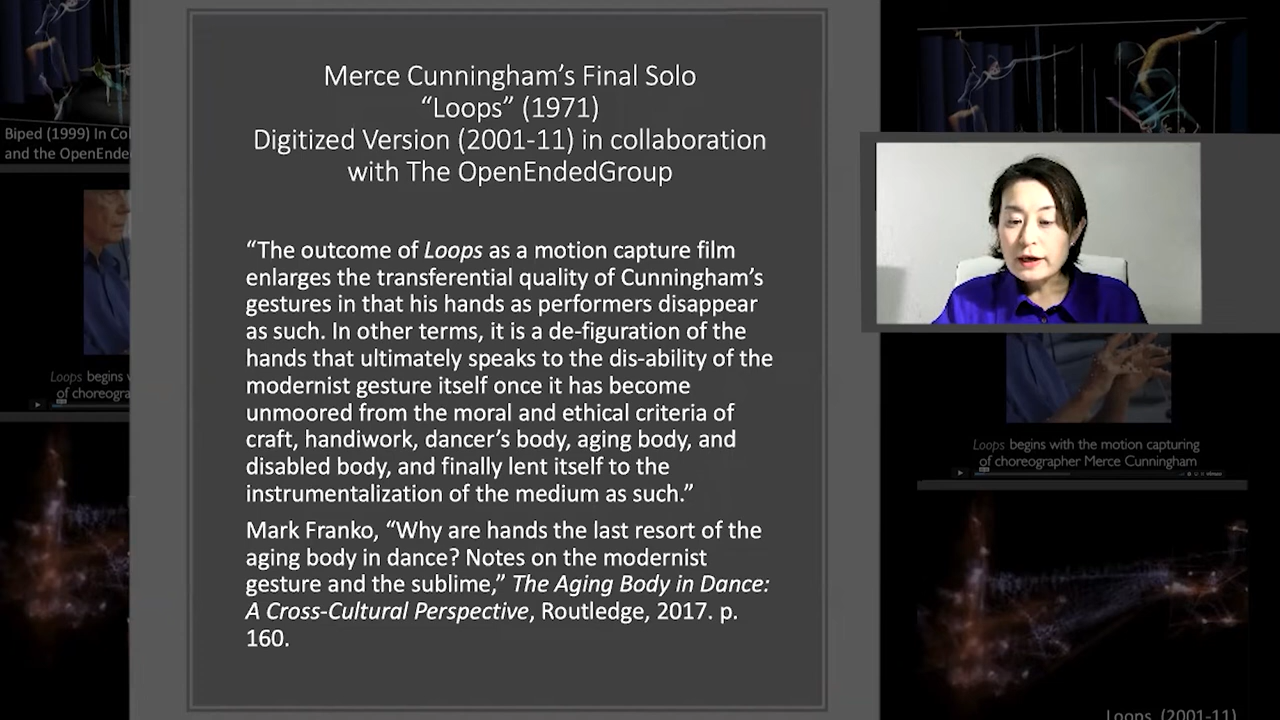 Merce Cunningham’s Final Solo
“Loops” (1971)
Digitized Version (2001-11) in collaboration
with The OpenEndedGroup
“The outcome of Loops as a motion capture film
enlarges the transferential quality of Cunningham’s
gestures in that his hands as performers disappear
as such. In other terms, it is a de-figuration of the
hands that ultimately speaks to the dis-ability of the
modernist gesture itself once it has become
unmoored from the moral and ethical criteria of
craft, handiwork, dancer’s body, aging body, and
disabled body, and finally lent itself to the
instrumentalization of the medium as such.”
Mark Franko, “Why are hands the last resort of the
aging body in dance? Notes on the modernist
gesture and the sublime,” The Aging Body in Dance:
A Cross-Cultural Perspective, Routledge, 2017. p.
160.
Biped (1999) In Co
and the OpenEnde
Loops begins
of choreogra
Loops begins with the motion capturing
of choreographer Merce Cunningham
Loops (2001-11)